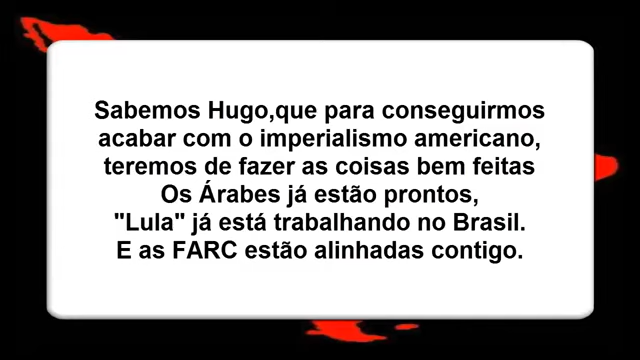 Sabemos Hugo,que para conseguirmos
acabar com o imperialismo americano,
teremos de fazer as coisas bem feitas
Os Árabes já estão prontos,
"Lula" já está trabalhando no Brasil.
E as FARC estão alinhadas contigo.